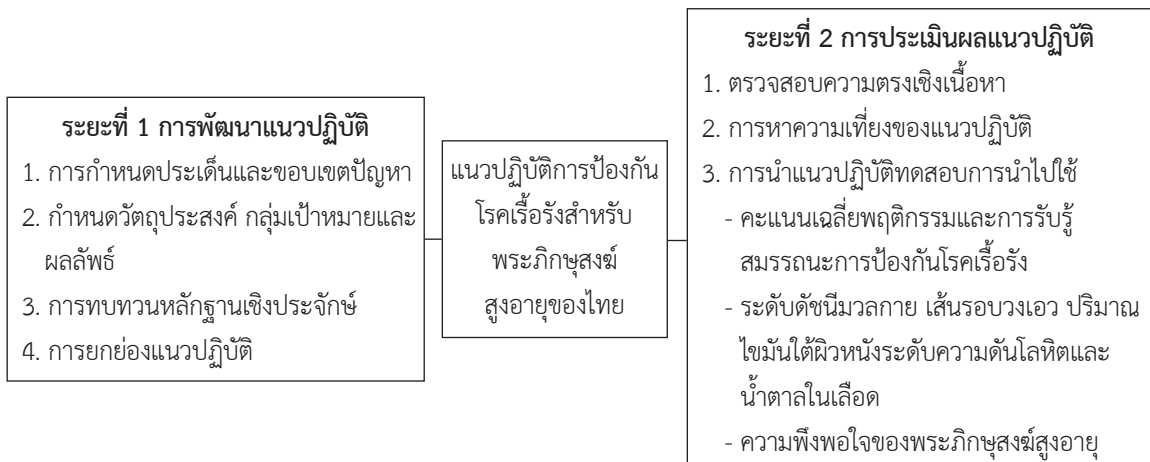 ระยะที่ 1 การพัฒนาแนวปฏิบัติ
1. การกำหนดประเด็นและขอบเขตปัญหา
2. กำหนดวัตถุประสงค์ กลุ่มเป้าหมายและ
ผลลัพธ์
3. การทบทวนหลักฐานเชิงประจักษ์
4. การยกย่องแนวปฏิบัติ
แนวปฏิบัติการป้องกัน
โรคเรื้อรังสำหรับ
พระภิกษุสงฆ์
สูงอายุของไทย
ระยะที่ 2 การประเมินผลแนวปฏิบัติ
1. ตรวจสอบความตรงเชิงเนื้อหา
2. การหาความเที่ยงของแนวปฏิบัติ
3. การนำแนวปฏิบัติทดสอบการนำไปใช้
- คะแนนเฉลี่ยพฤติกรรมและการรับรู้
สมรรถนะการป้องกันโรคเรื้อรัง
- ระดับดัชนีมวลกาย เส้นรอบวงเอว ปริมาณ
ไขมันใต้ผิวหนังระดับความดันโลหิตและ
น้ำตาลในเลือด
- ความพึงพอใจของพระภิกษุสงฆ์สูงอายุ